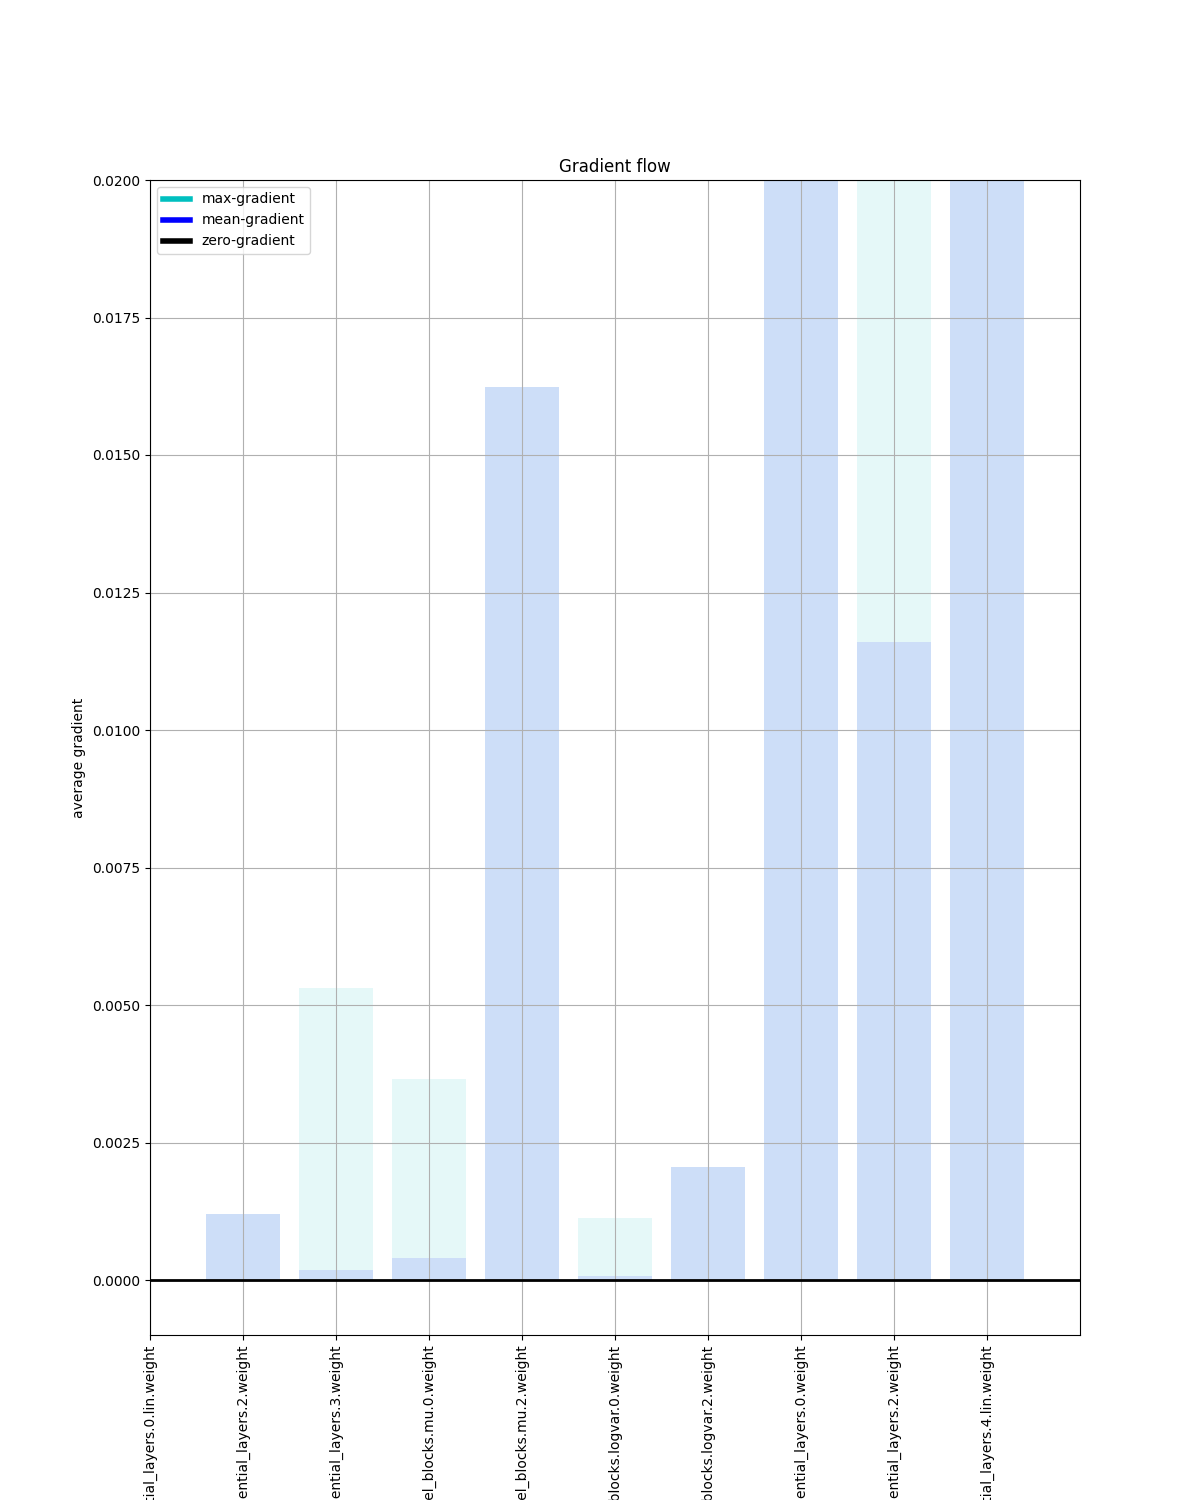 Gradient flow
max-gradient
mean-gradient
zero-gradient
0.0200
0.0175
0.0150
0.0125
0.0100
0.0075
0.0050
0.0025
0.0000
average gradient
tial_layers.0.lin.weight
ential_layers.2.weight
ential_layers.3.weight
el_blocks.mu.0.weight
el_blocks.mu.2.weight
blocks.logvar.0.weight
blocks.logvar.2.weight
ential_layers.0.weight
ential_layers.2.weight
tial_layers.4.lin.weight